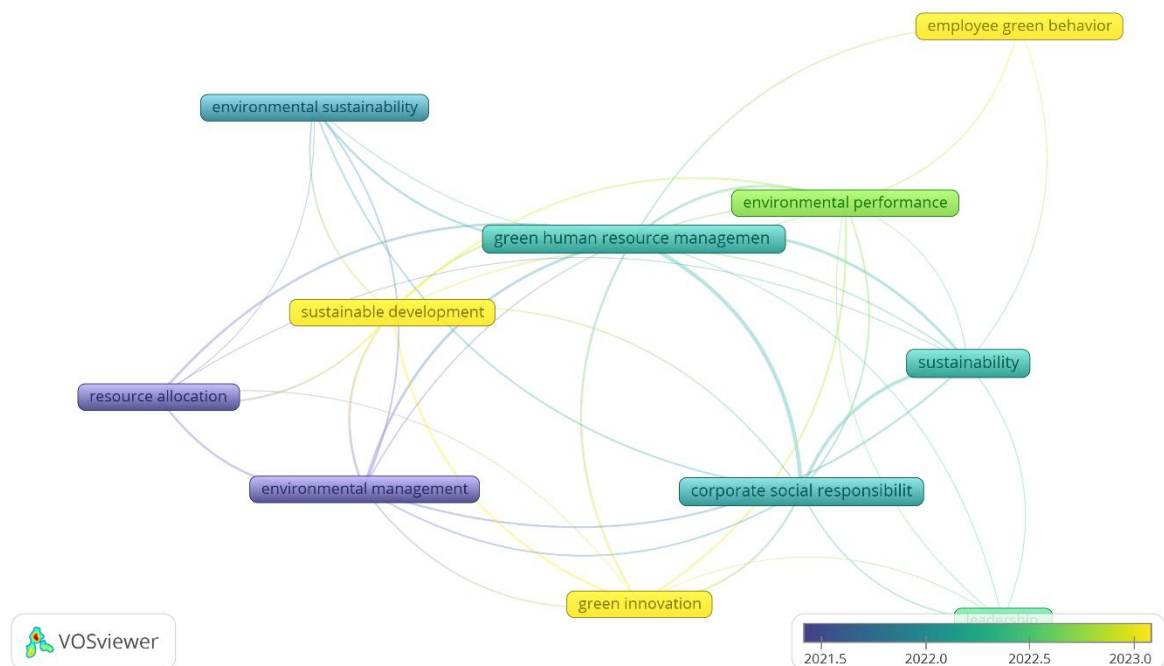 employee green behavior
environmental sustainability
environmental performance
green human resource managemen
sustainable development
sustainability
resource allocation
environmental management
corporate social responsibilit
green innovation
leadership
VOSviewer
2021.5 2022.0 2022.5 2023.0